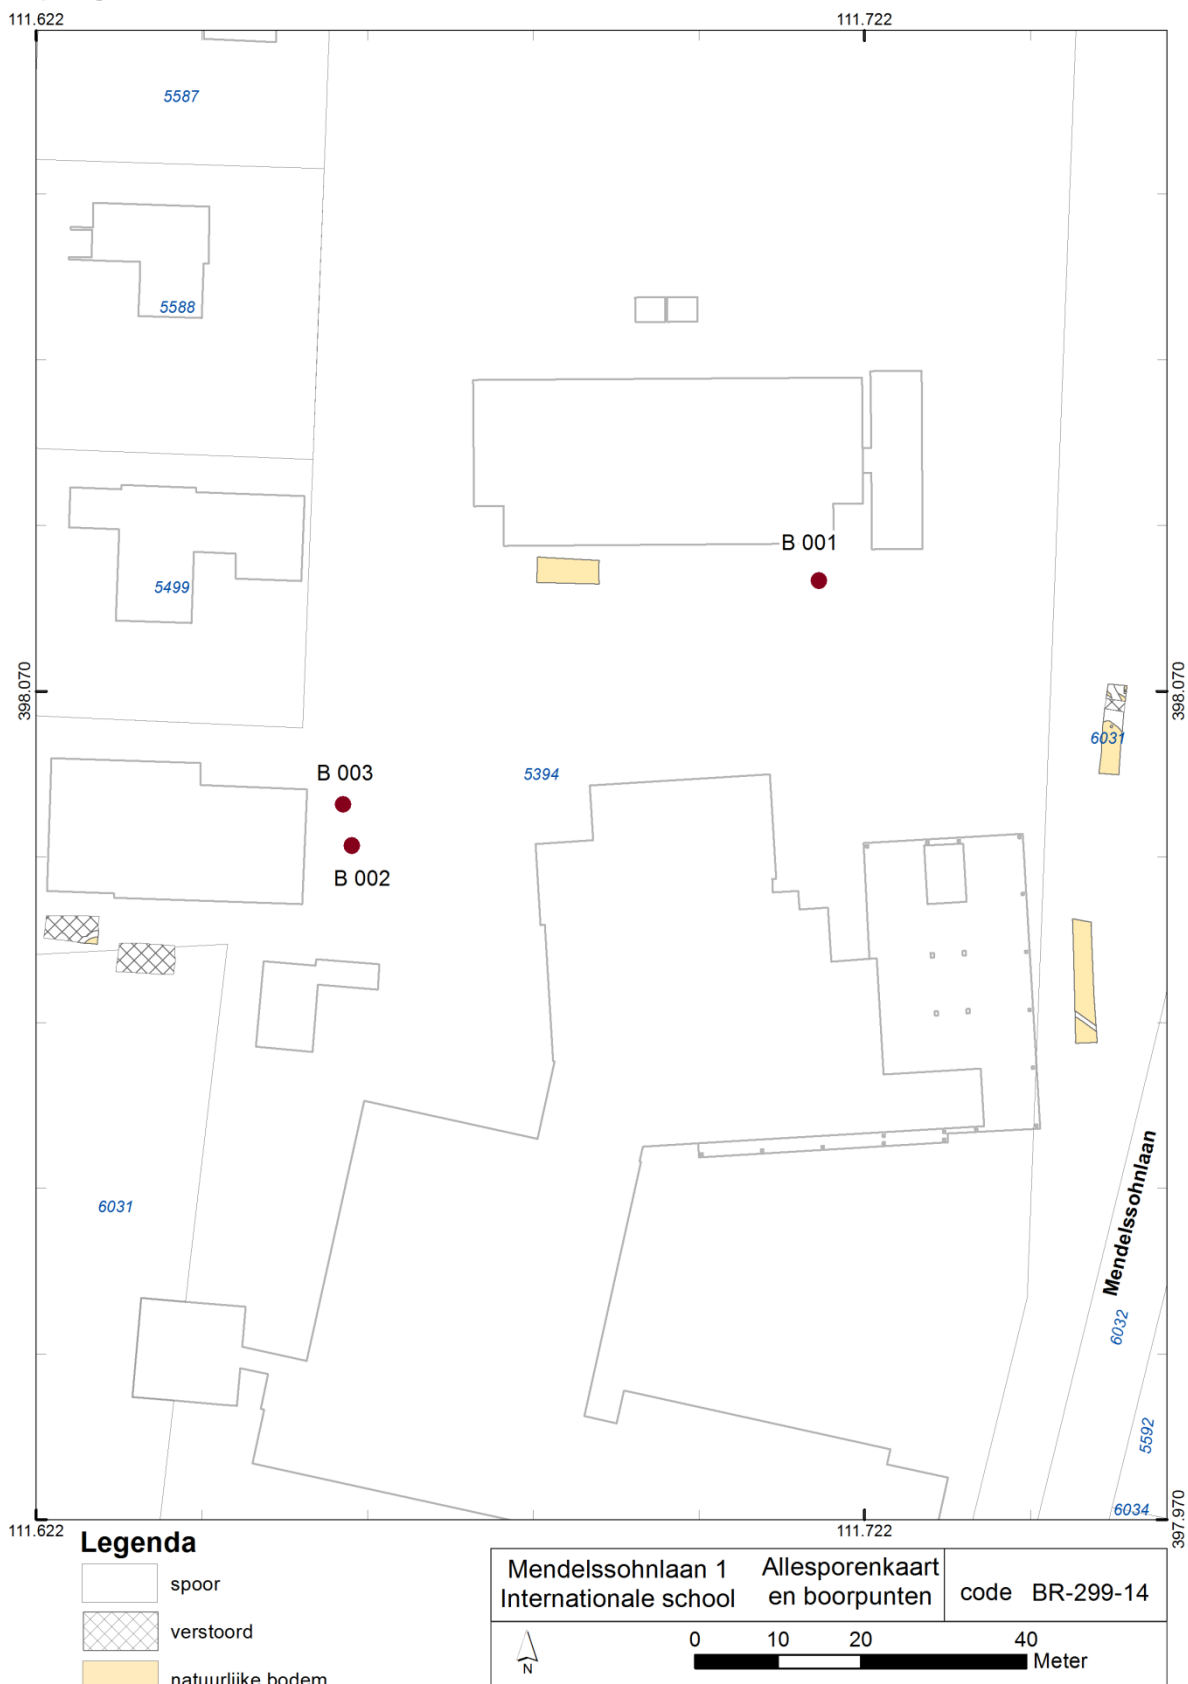 111.622
111.722
5587
5588
B 001
5499
398.070
398.070
6031
B 003
5394
B 002
6031
Mendelssohnlaan
6032
5592
6034
111.622
111.722
397.970
Legenda
spoor
verstoord
natuurlijke bodem
Mendelssohnlaan 1
Internationale school
Allesporenkaart
en boorpunten
code BR-299-14
N
0 10 20 40
Meter